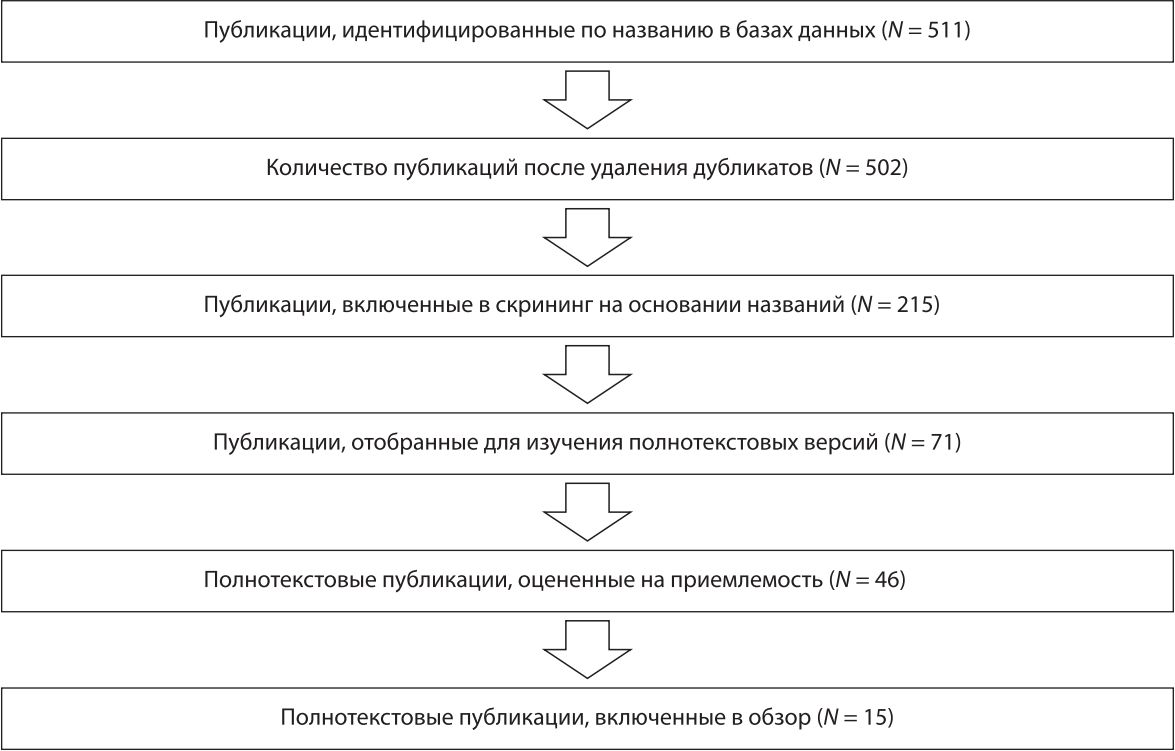 Публикации, идентифицированные по названию в базах данных (N = 511)
Количество публикаций после удаления дубликатов (N = 502)
Публикации, включенные в скрининг на основании названий (N = 215)
Публикации, отобранные для изучения полнотекстовых версий (N = 71)
Полнотекстовые публикации, оцененные на приемлемость (N = 46)
Полнотекстовые публикации, включенные в обзор (N = 15)